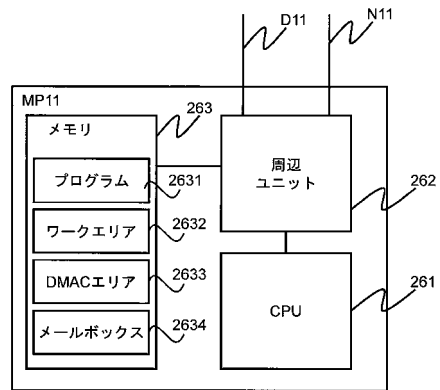 D11
N11
MP11
メモリ
263
プログラム
2631
ワークエリア
2632
DMACエリア
2633
メールボックス
2634
周辺
ユニット
262
CPU
261